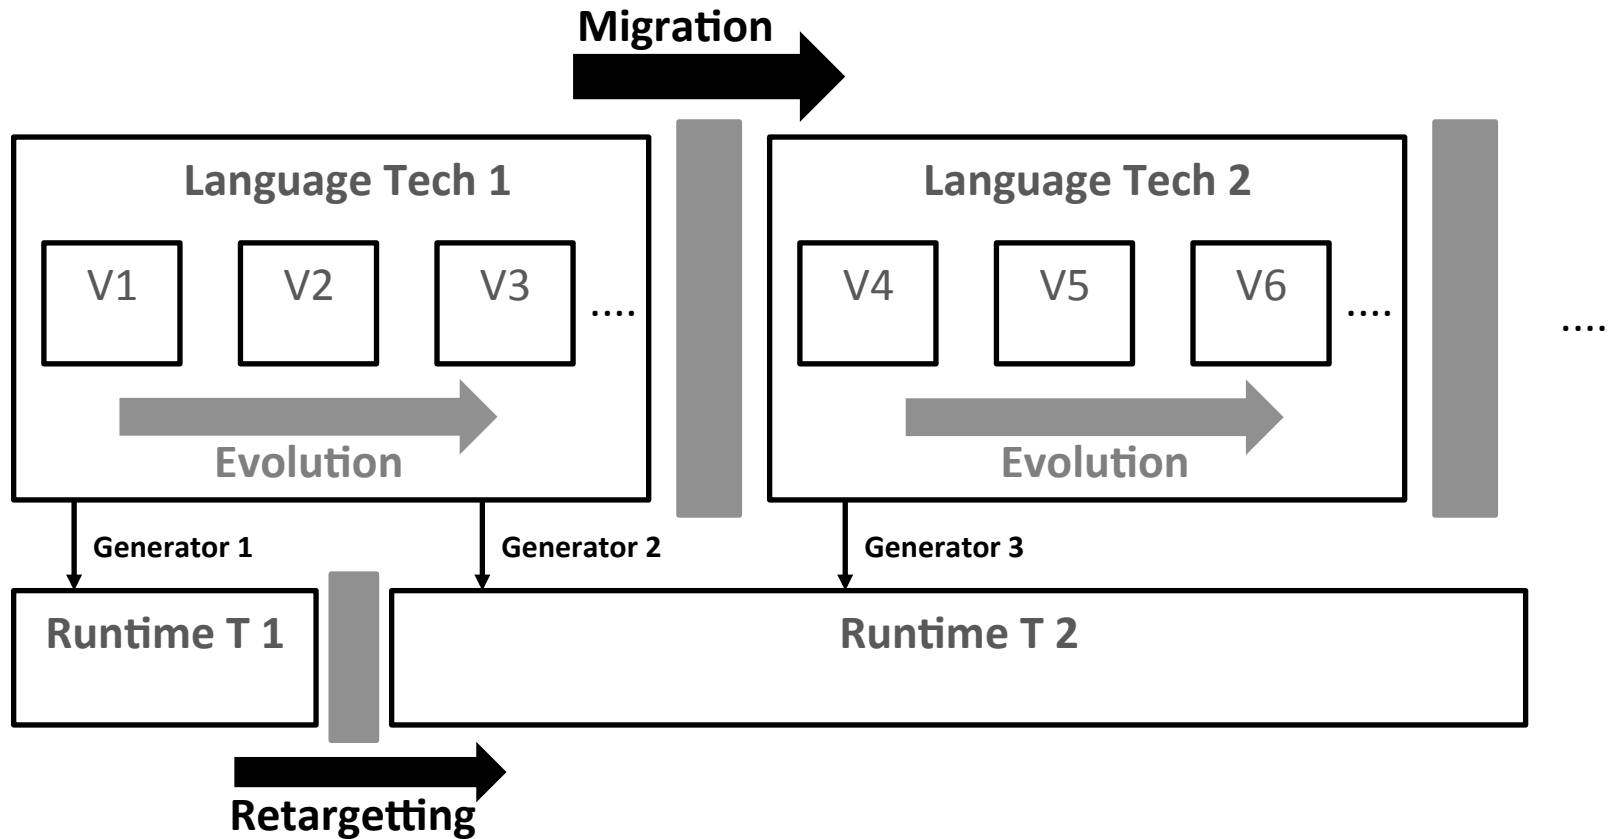 Migration
Language Tech 1
Language Tech 2
V1
V2
V3
....
V4
V5
V6
....
....
Evolution
Evolution
Generator 1
Generator 2
Generator 3
Runtime T 1
Runtime T 2
Retargetting